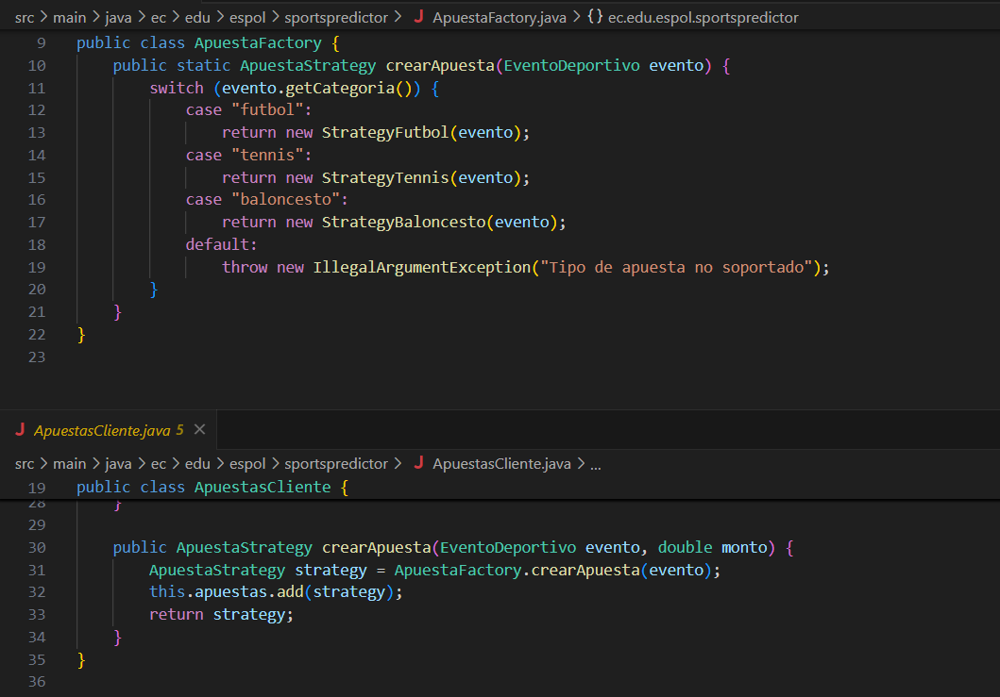 src > main > java > ec > edu > espol > sportspredictor > J ApuestaFactory.java > {} ec.edu.espol.sportspredictor
9 public class ApuestaFactory {
10 public static ApuestaStrategy crearApuesta(EventoDeportivo evento) {
11 switch (evento.getCategoria()) {
12 case "futbol":
13 return new StrategyFutbol(evento);
14 case "tennis":
15 return new StrategyTennis(evento);
16 case "baloncesto":
17 return new StrategyBaloncesto(evento);
18 default:
19 throw new IllegalArgumentException("Tipo de apuesta no soportado");
20 }
21 }
22 }
23
J ApuestasCliente.java 5 ×
src > main > java > ec > edu > espol > sportspredictor > J ApuestasCliente.java > ...
19 public class ApuestasCliente {
28 }
29
30 public ApuestaStrategy crearApuesta(EventoDeportivo evento, double monto) {
31 ApuestaStrategy strategy = ApuestaFactory.crearApuesta(evento);
32 this.apuestas.add(strategy);
33 return strategy;
34 }
35 }
36